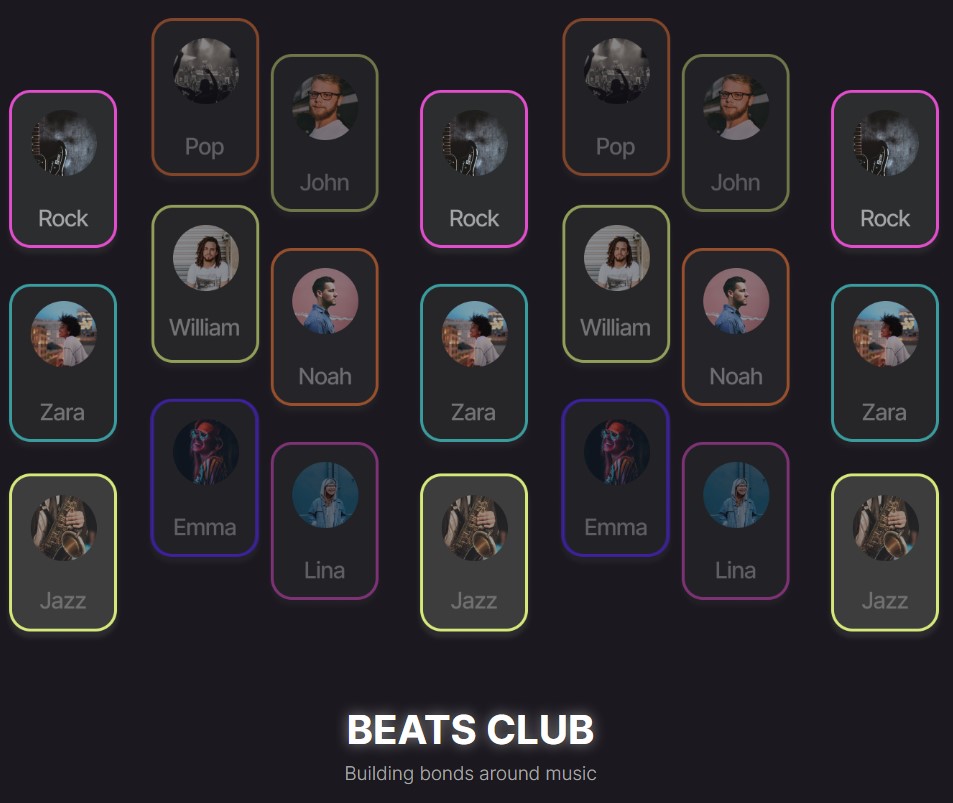 Pop
Pop
John
John
Rock
Rock
Rock
William
William
Noah
Noah
Zara
Zara
Zara
Emma
Emma
Lina
Lina
Jazz
Jazz
Jazz
BEATS CLUB
Building bonds around music